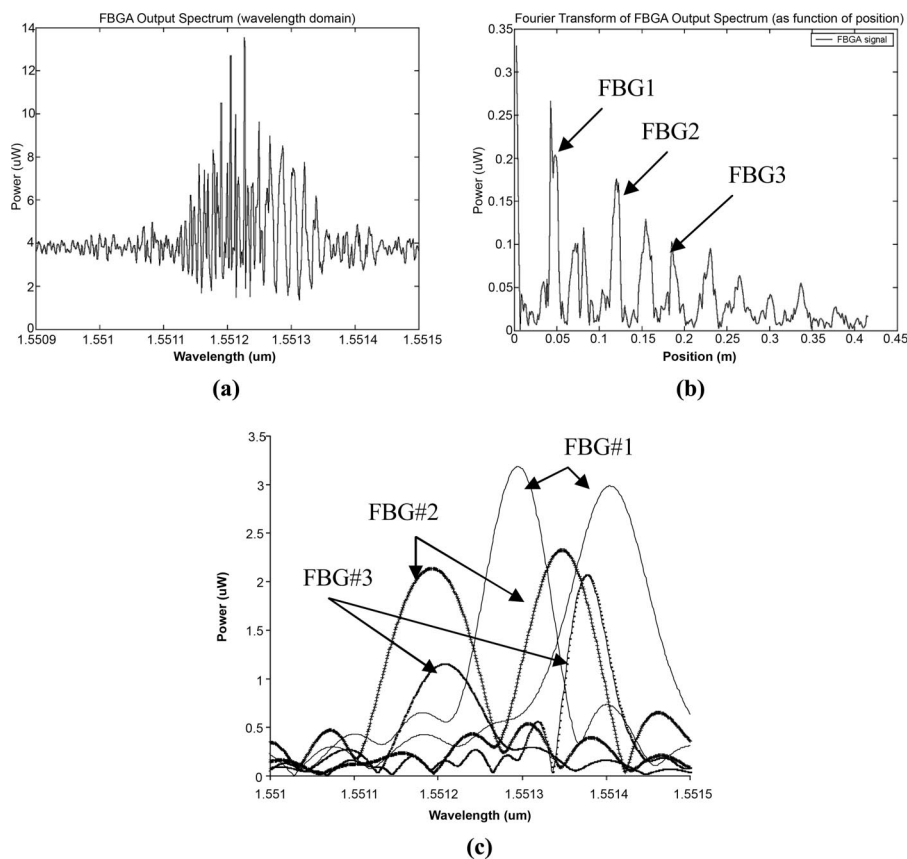 FBGA Output Spectrum (wavelength domain)
14
12
10
8
6
4
2
0
Power (uW)
1.5509 1.551 1.5511 1.5512 1.5513 1.5514 1.5515
Wavelength (um)
(a)
Fourier Transform of FBGA Output Spectrum (as function of position)
FBGA signal
0.35
0.3
0.25
0.2
0.15
0.1
0.05
0
Power (uW)
FBG1
FBG2
FBG3
0 0.05 0.1 0.15 0.2 0.25 0.3 0.35 0.4 0.45
Position (m)
(b)
3.5
3
2.5
2
1.5
1
0.5
0
Power (uW)
FBG#1
FBG#2
FBG#3
1.551 1.5511 1.5512 1.5513 1.5514 1.5515
Wavelength (um)
(c)